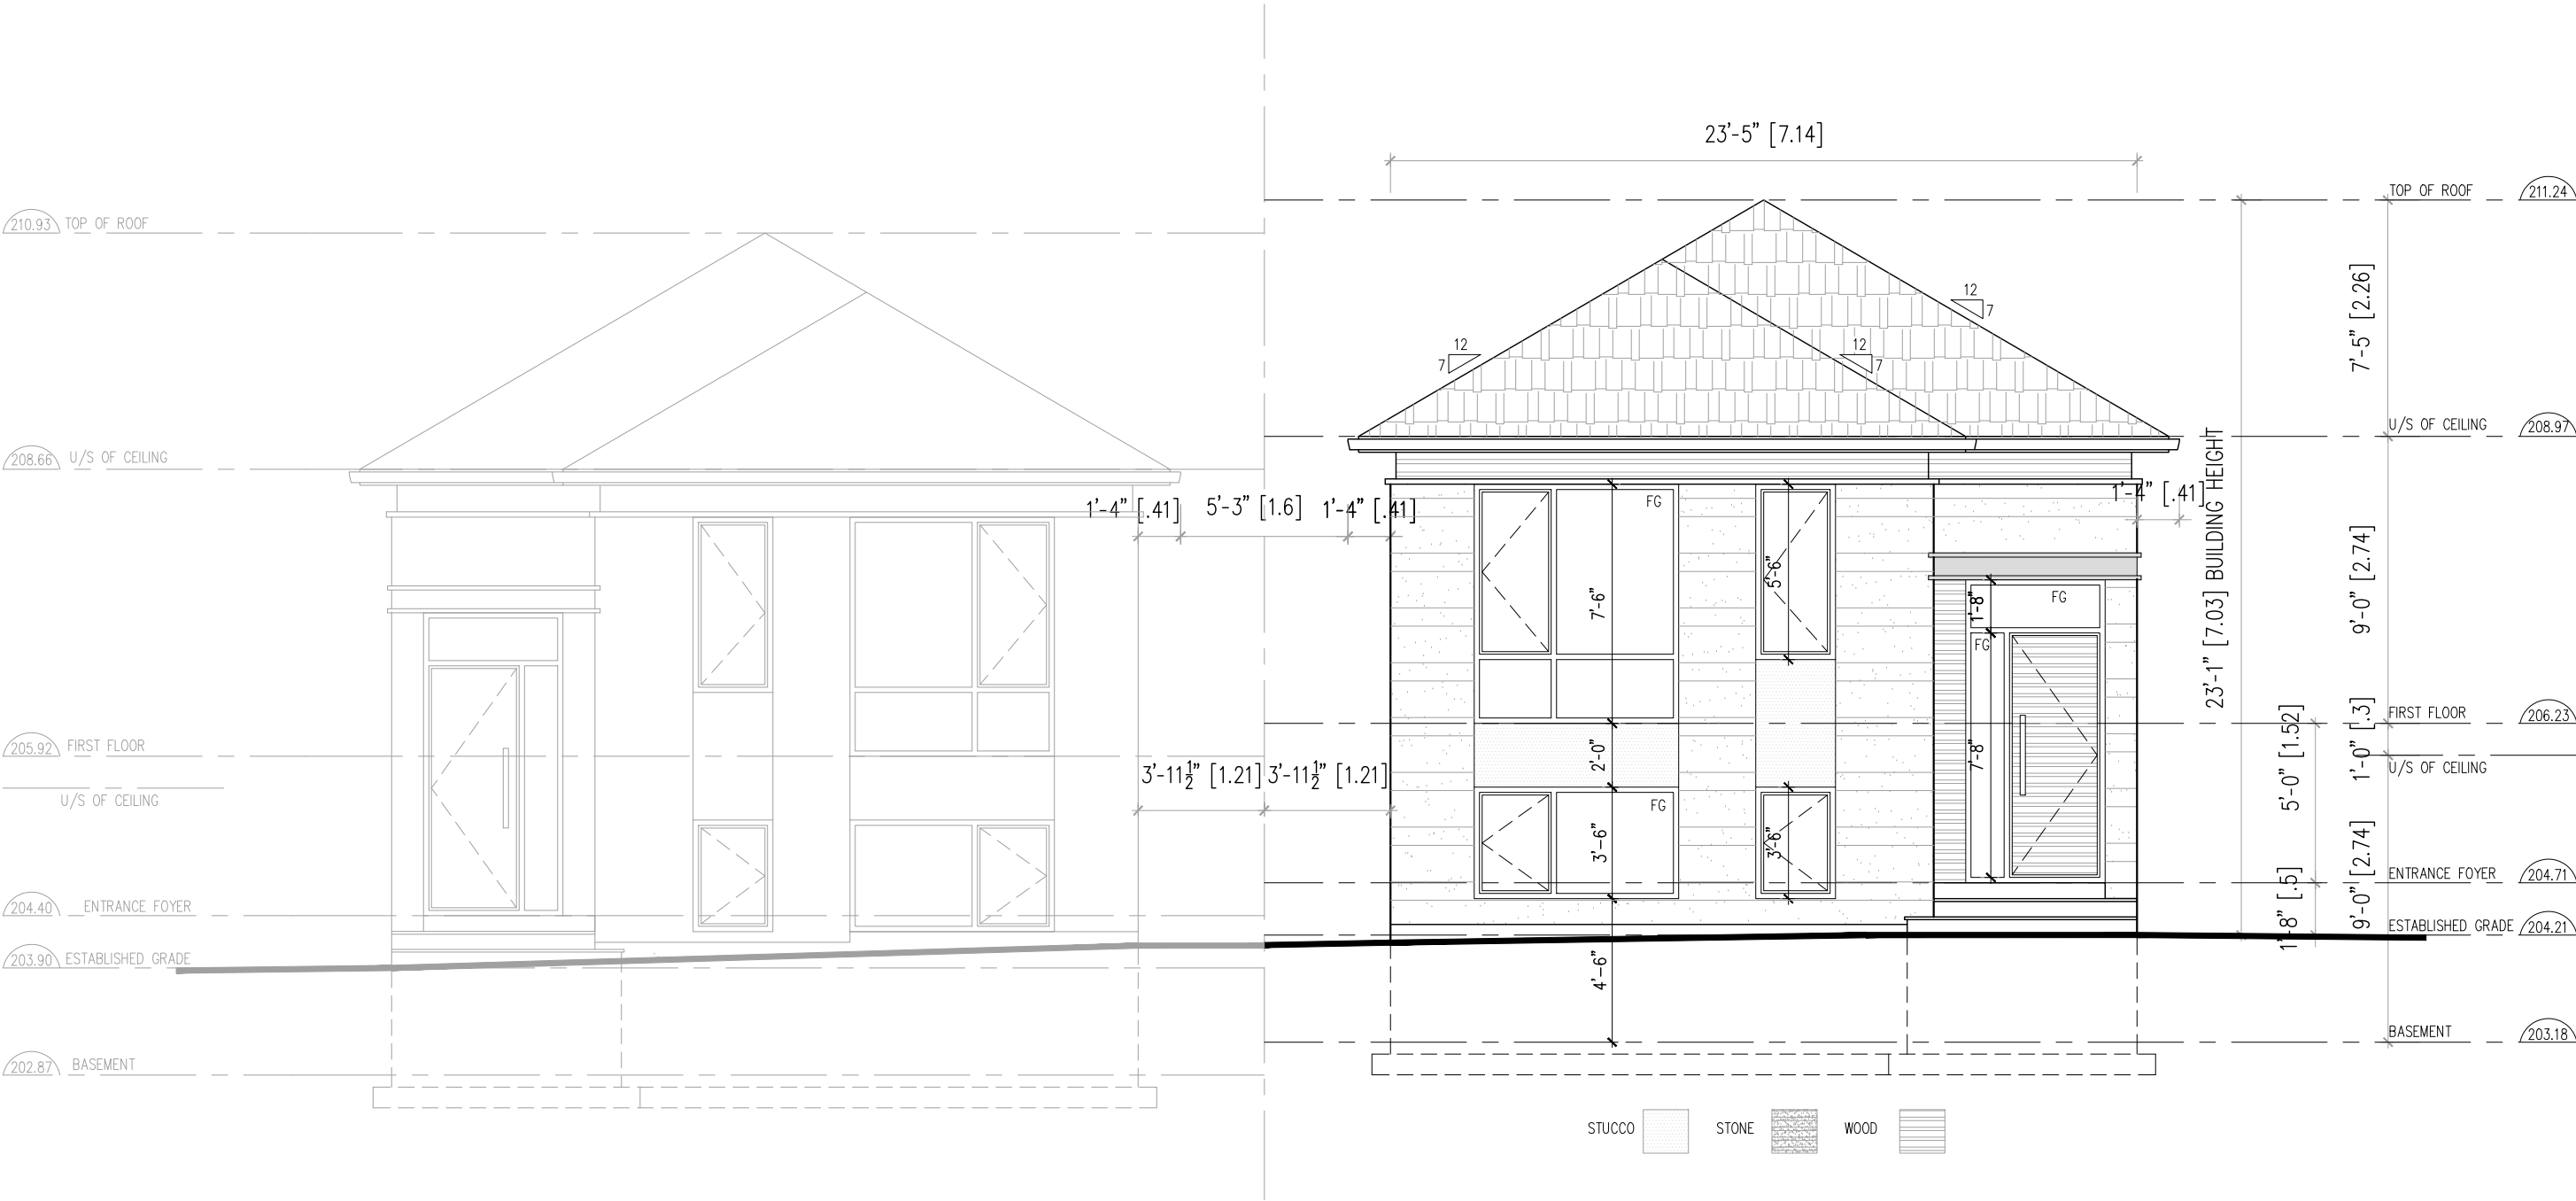 23'-5" [7.14]
TOP OF ROOF 211.24
210.93 TOP OF ROOF
12
7
12
7
12
7
7'-5" [2.26]
U/S OF CEILING 208.97
208.66 U/S OF CEILING
1'-4" [.41] 5'-3" [1.6] 1'-4" [.41]
1'-4" [.41]
FG
FG
FG
FG
7'-6"
5'-6"
1'-8"
23'-1" [7.03] BUILDING HEIGHT
9'-0" [2.74]
FIRST FLOOR 206.23
205.92 FIRST FLOOR
1'-0" [.3]
U/S OF CEILING
U/S OF CEILING
3'-11½" [1.21] 3'-11½" [1.21]
2'-0"
7'-8"
5'-0" [1.52]
3'-6"
3'-6"
9'-0" [2.74]
ENTRANCE FOYER 204.71
204.40 ENTRANCE FOYER
1'-8" [.5]
ESTABLISHED GRADE 204.21
203.90 ESTABLISHED GRADE
4'-6"
BASEMENT 203.18
202.87 BASEMENT
STUCCO STONE WOOD